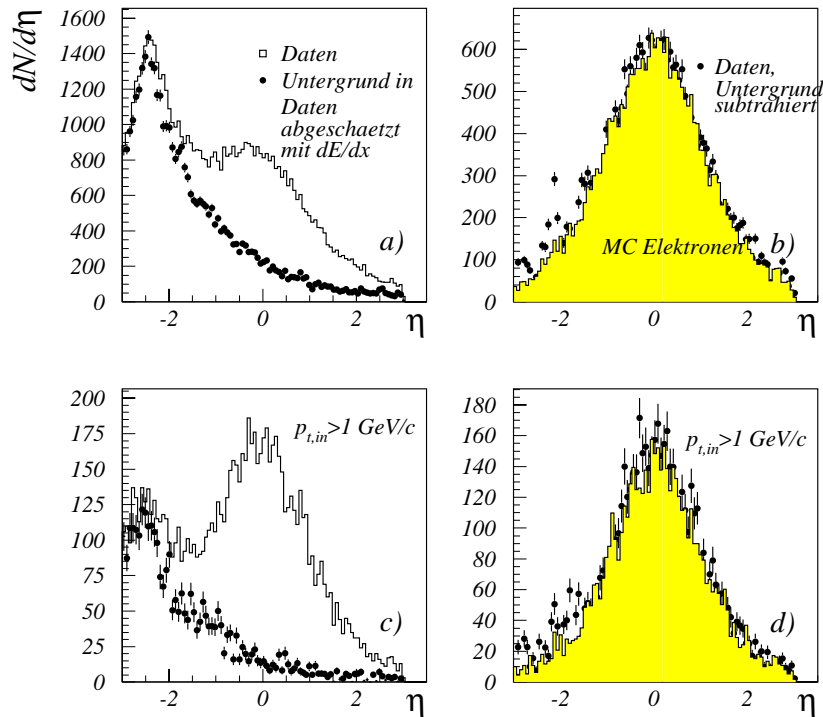 dN/dη
1600
1400
1200
1000
800
600
400
200
0
Daten
Untergrund in
Daten
abgeschaetzt
mit dE/dx
a)
-2
0
2
η
600
500
400
300
200
100
0
Daten,
Untergrund
subtrahiert
MC Elektronen
b)
-2
0
2
η
200
175
150
125
100
75
50
25
0
p_t,in>1 GeV/c
c)
-2
0
2
η
180
160
140
120
100
80
60
40
20
0
p_t,in>1 GeV/c
d)
-2
0
2
η